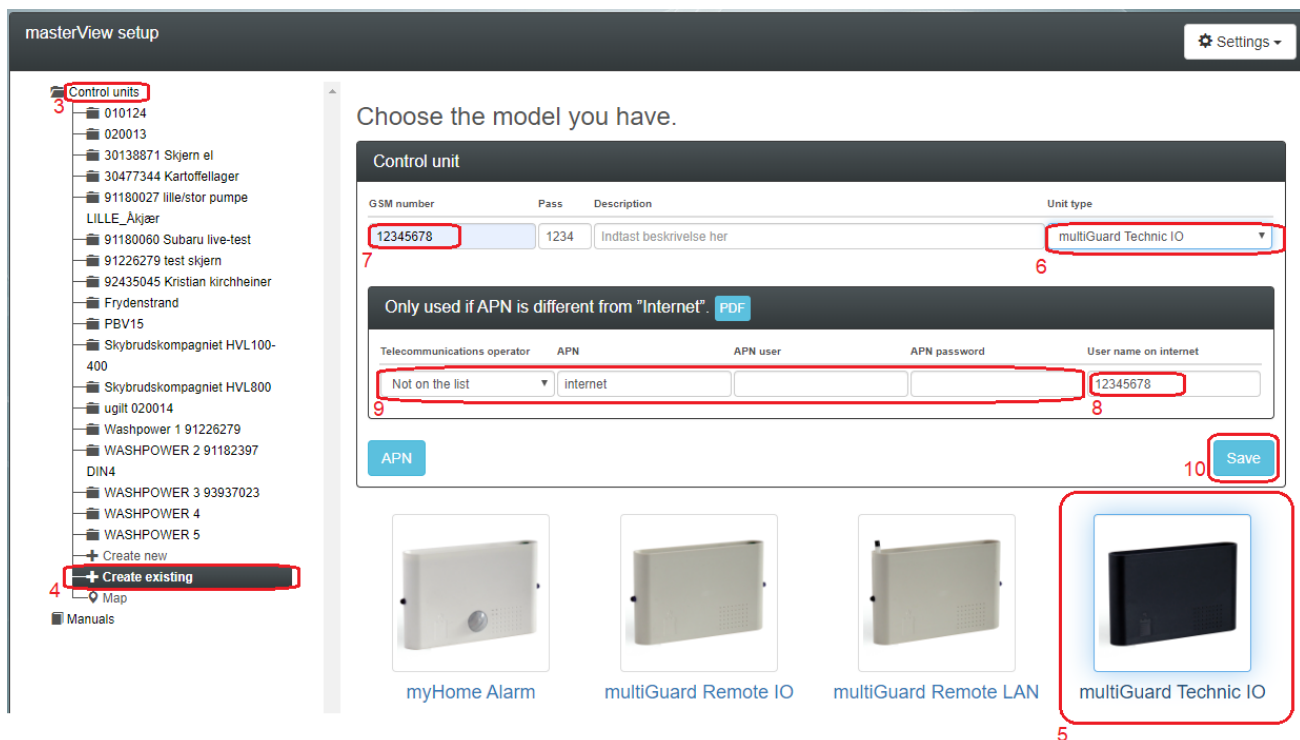 masterView setup
Settings
Control units
3
010124
020013
30138871 Skjern el
30477344 Kartoffellager
91180027 lille/stor pumpe
LILLE_Åkjær
91180060 Subaru live-test
91226279 test skjern
92435045 Kristian kirchheiner
Frydenstrand
PBV15
Skybrudskompagniet HVL100-
400
Skybrudskompagniet HVL800
ugilt 020014
Washpower 1 91226279
WASHPOWER 2 91182397
DIN4
WASHPOWER 3 93937023
WASHPOWER 4
WASHPOWER 5
Create new
Create existing
4
Map
Manuals
Choose the model you have.
Control unit
GSM number Pass Description Unit type
12345678 1234 Indtast beskrivelse her multiGuard Technic IO
7 6
Only used if APN is different from "Internet". PDF
Telecommunications operator APN APN user APN password User name on internet
Not on the list internet 12345678
9 8
APN Save
10
myHome Alarm multiGuard Remote IO multiGuard Remote LAN multiGuard Technic IO
5